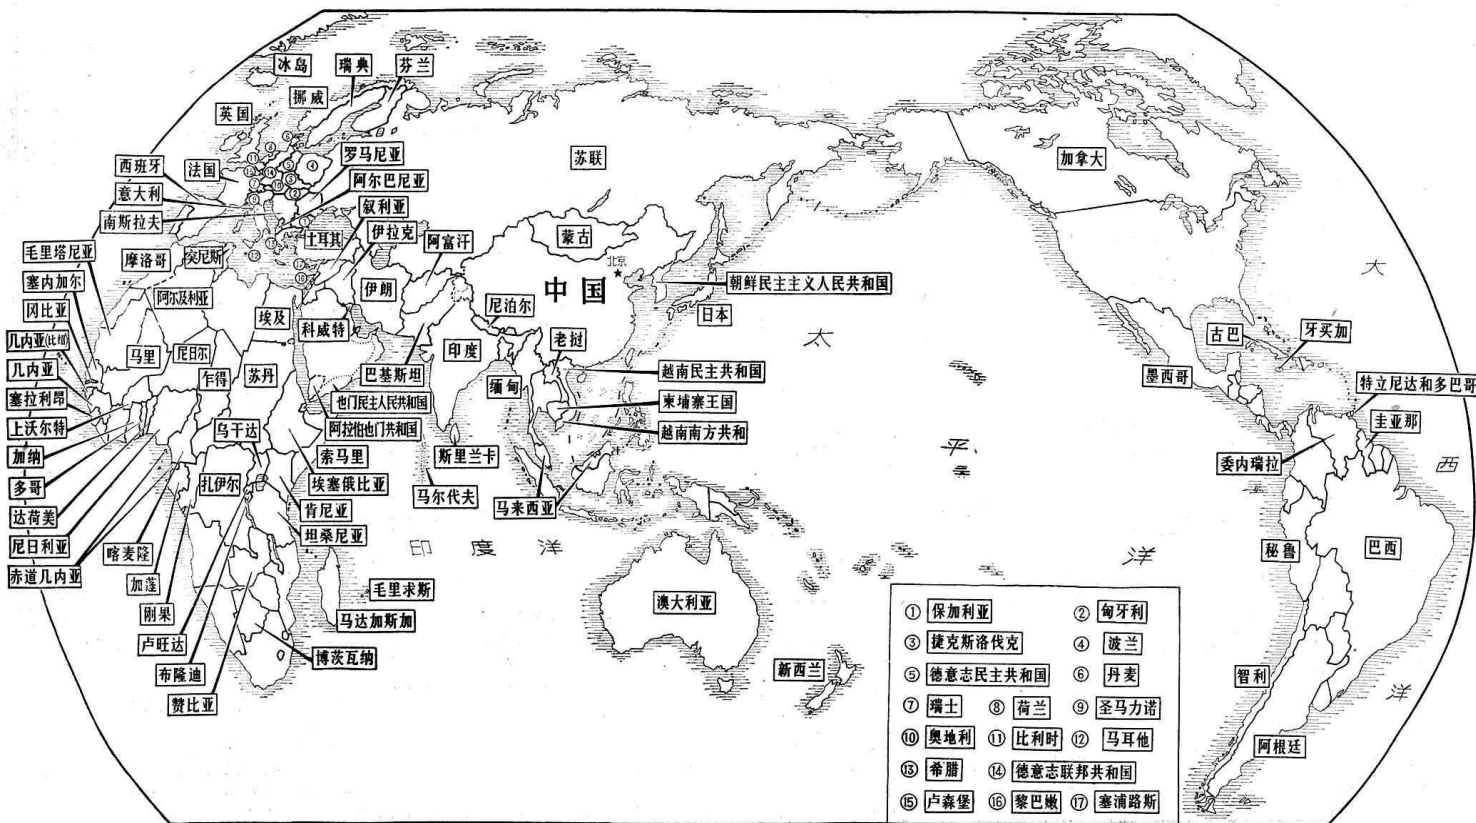 冰岛
瑞典
芬兰
挪威
英国
西班牙
法国
罗马尼亚
苏联
加拿大
意大利
阿尔巴尼亚
南斯拉夫
叙利亚
毛里塔尼亚
摩洛哥
突尼斯
土耳其
伊拉克
阿富汗
蒙古
北京
大
塞内加尔
阿尔及利亚
伊朗
中国
朝鲜民主主义人民共和国
冈比亚
埃及
科威特
尼泊尔
日本
几内亚(比绍)
马里
尼日尔
印度
老挝
太
古巴
牙买加
几内亚
乍得
苏丹
巴基斯坦
缅甸
越南民主共和国
墨西哥
特立尼达和多巴哥
塞拉利昂
也门民主人民共和国
柬埔寨王国
上沃尔特
乌干达
阿拉伯也门共和国
越南南方共和
圭亚那
加纳
索马里
斯里兰卡
平
委内瑞拉
西
多哥
扎伊尔
埃塞俄比亚
马尔代夫
马来西亚
达荷美
肯尼亚
尼日利亚
喀麦隆
坦桑尼亚
印度洋
洋
秘鲁
巴西
赤道几内亚
加蓬
毛里求斯
澳大利亚
刚果
马达加斯加
卢旺达
博茨瓦纳
布隆迪
新西兰
智利
洋
赞比亚
阿根廷
① 保加利亚 ② 匈牙利
③ 捷克斯洛伐克 ④ 波兰
⑤ 德意志民主共和国 ⑥ 丹麦
⑦ 瑞士 ⑧ 荷兰 ⑨ 圣马力诺
⑩ 奥地利 ⑪ 比利时 ⑫ 马耳他
⑬ 希腊 ⑭ 德意志联邦共和国
⑮ 卢森堡 ⑯ 黎巴嫩 ⑰ 塞浦路斯